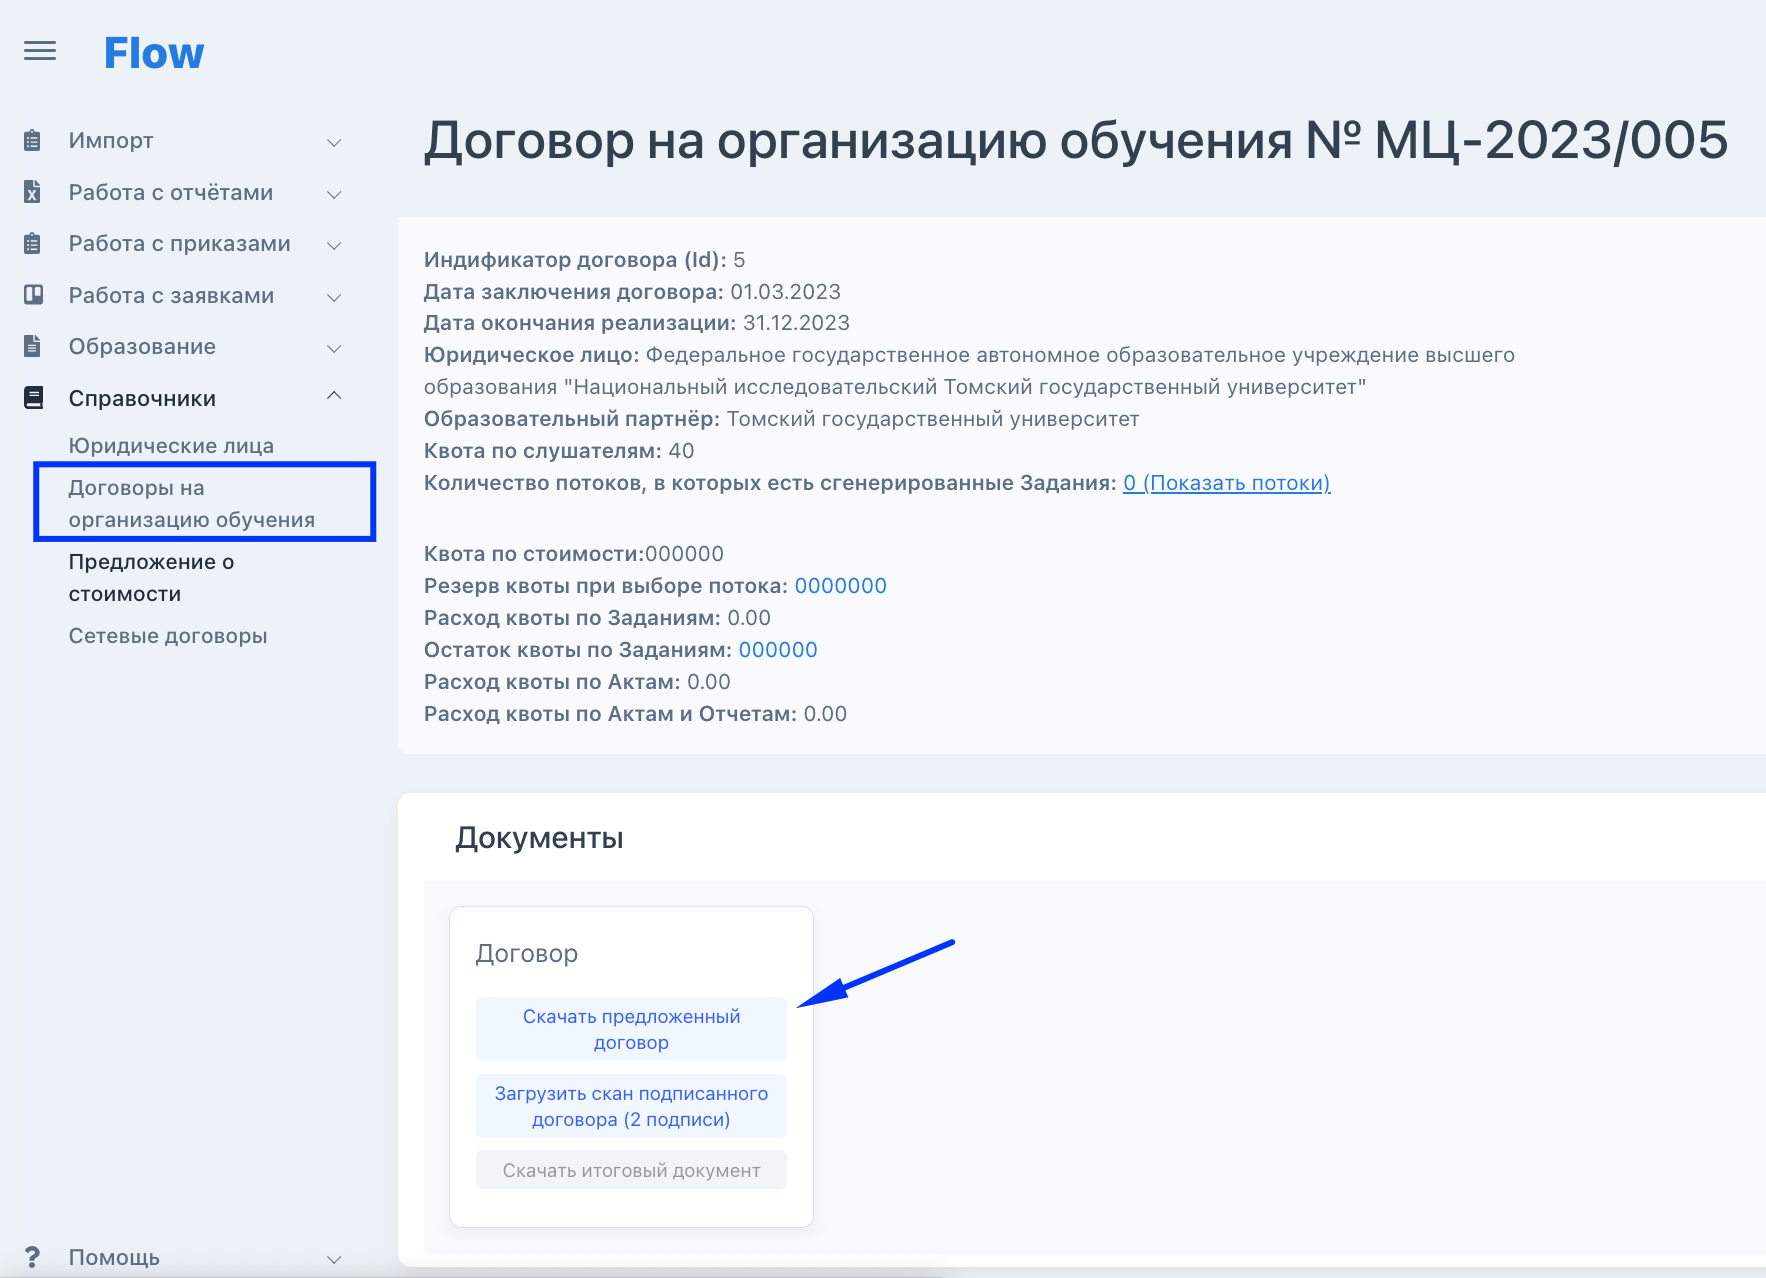 Flow
Импорт
Работа с отчётами
Работа с приказами
Работа с заявками
Образование
Справочники
Юридические лица
Договоры на
организацию обучения
Предложение о
стоимости
Сетевые договоры
Помощь
Договор на организацию обучения № МЦ-2023/005
Индификатор договора (Id): 5
Дата заключения договора: 01.03.2023
Дата окончания реализации: 31.12.2023
Юридическое лицо: Федеральное государственное автономное образовательное учреждение высшего
образования "Национальный исследовательский Томский государственный университет"
Образовательный партнёр: Томский государственный университет
Квота по слушателям: 40
Количество потоков, в которых есть сгенерированные Задания: 0 (Показать потоки)
Квота по стоимости:000000
Резерв квоты при выборе потока: 0000000
Расход квоты по Заданиям: 0.00
Остаток квоты по Заданиям: 000000
Расход квоты по Актам: 0.00
Расход квоты по Актам и Отчетам: 0.00
Документы
Договор
Скачать предложенный
договор
Загрузить скан подписанного
договора (2 подписи)
Скачать итоговый документ